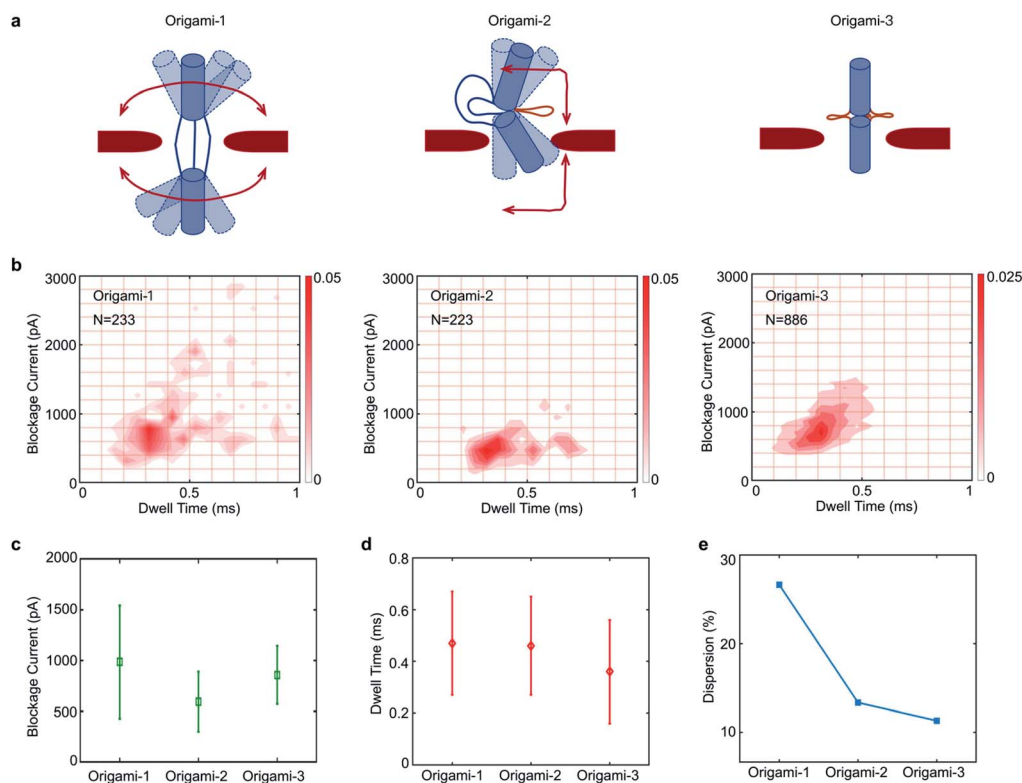 a
Origami-1
Origami-2
Origami-3
b
Blockage Current (pA)
3000
2000
1000
0
Origami-1
N=233
0
0.5
1
Dwell Time (ms)
0.05
0
Blockage Current (pA)
3000
2000
1000
0
Origami-2
N=223
0
0.5
1
Dwell Time (ms)
0.05
0
Blockage Current (pA)
3000
2000
1000
0
Origami-3
N=886
0
0.5
1
Dwell Time (ms)
0.025
0
c
Blockage Current (pA)
2000
1500
1000
500
0
Origami-1 Origami-2 Origami-3
d
Dwell Time (ms)
0.8
0.6
0.4
0.2
0
Origami-1 Origami-2 Origami-3
e
Dispersion (%)
30
20
10
Origami-1 Origami-2 Origami-3